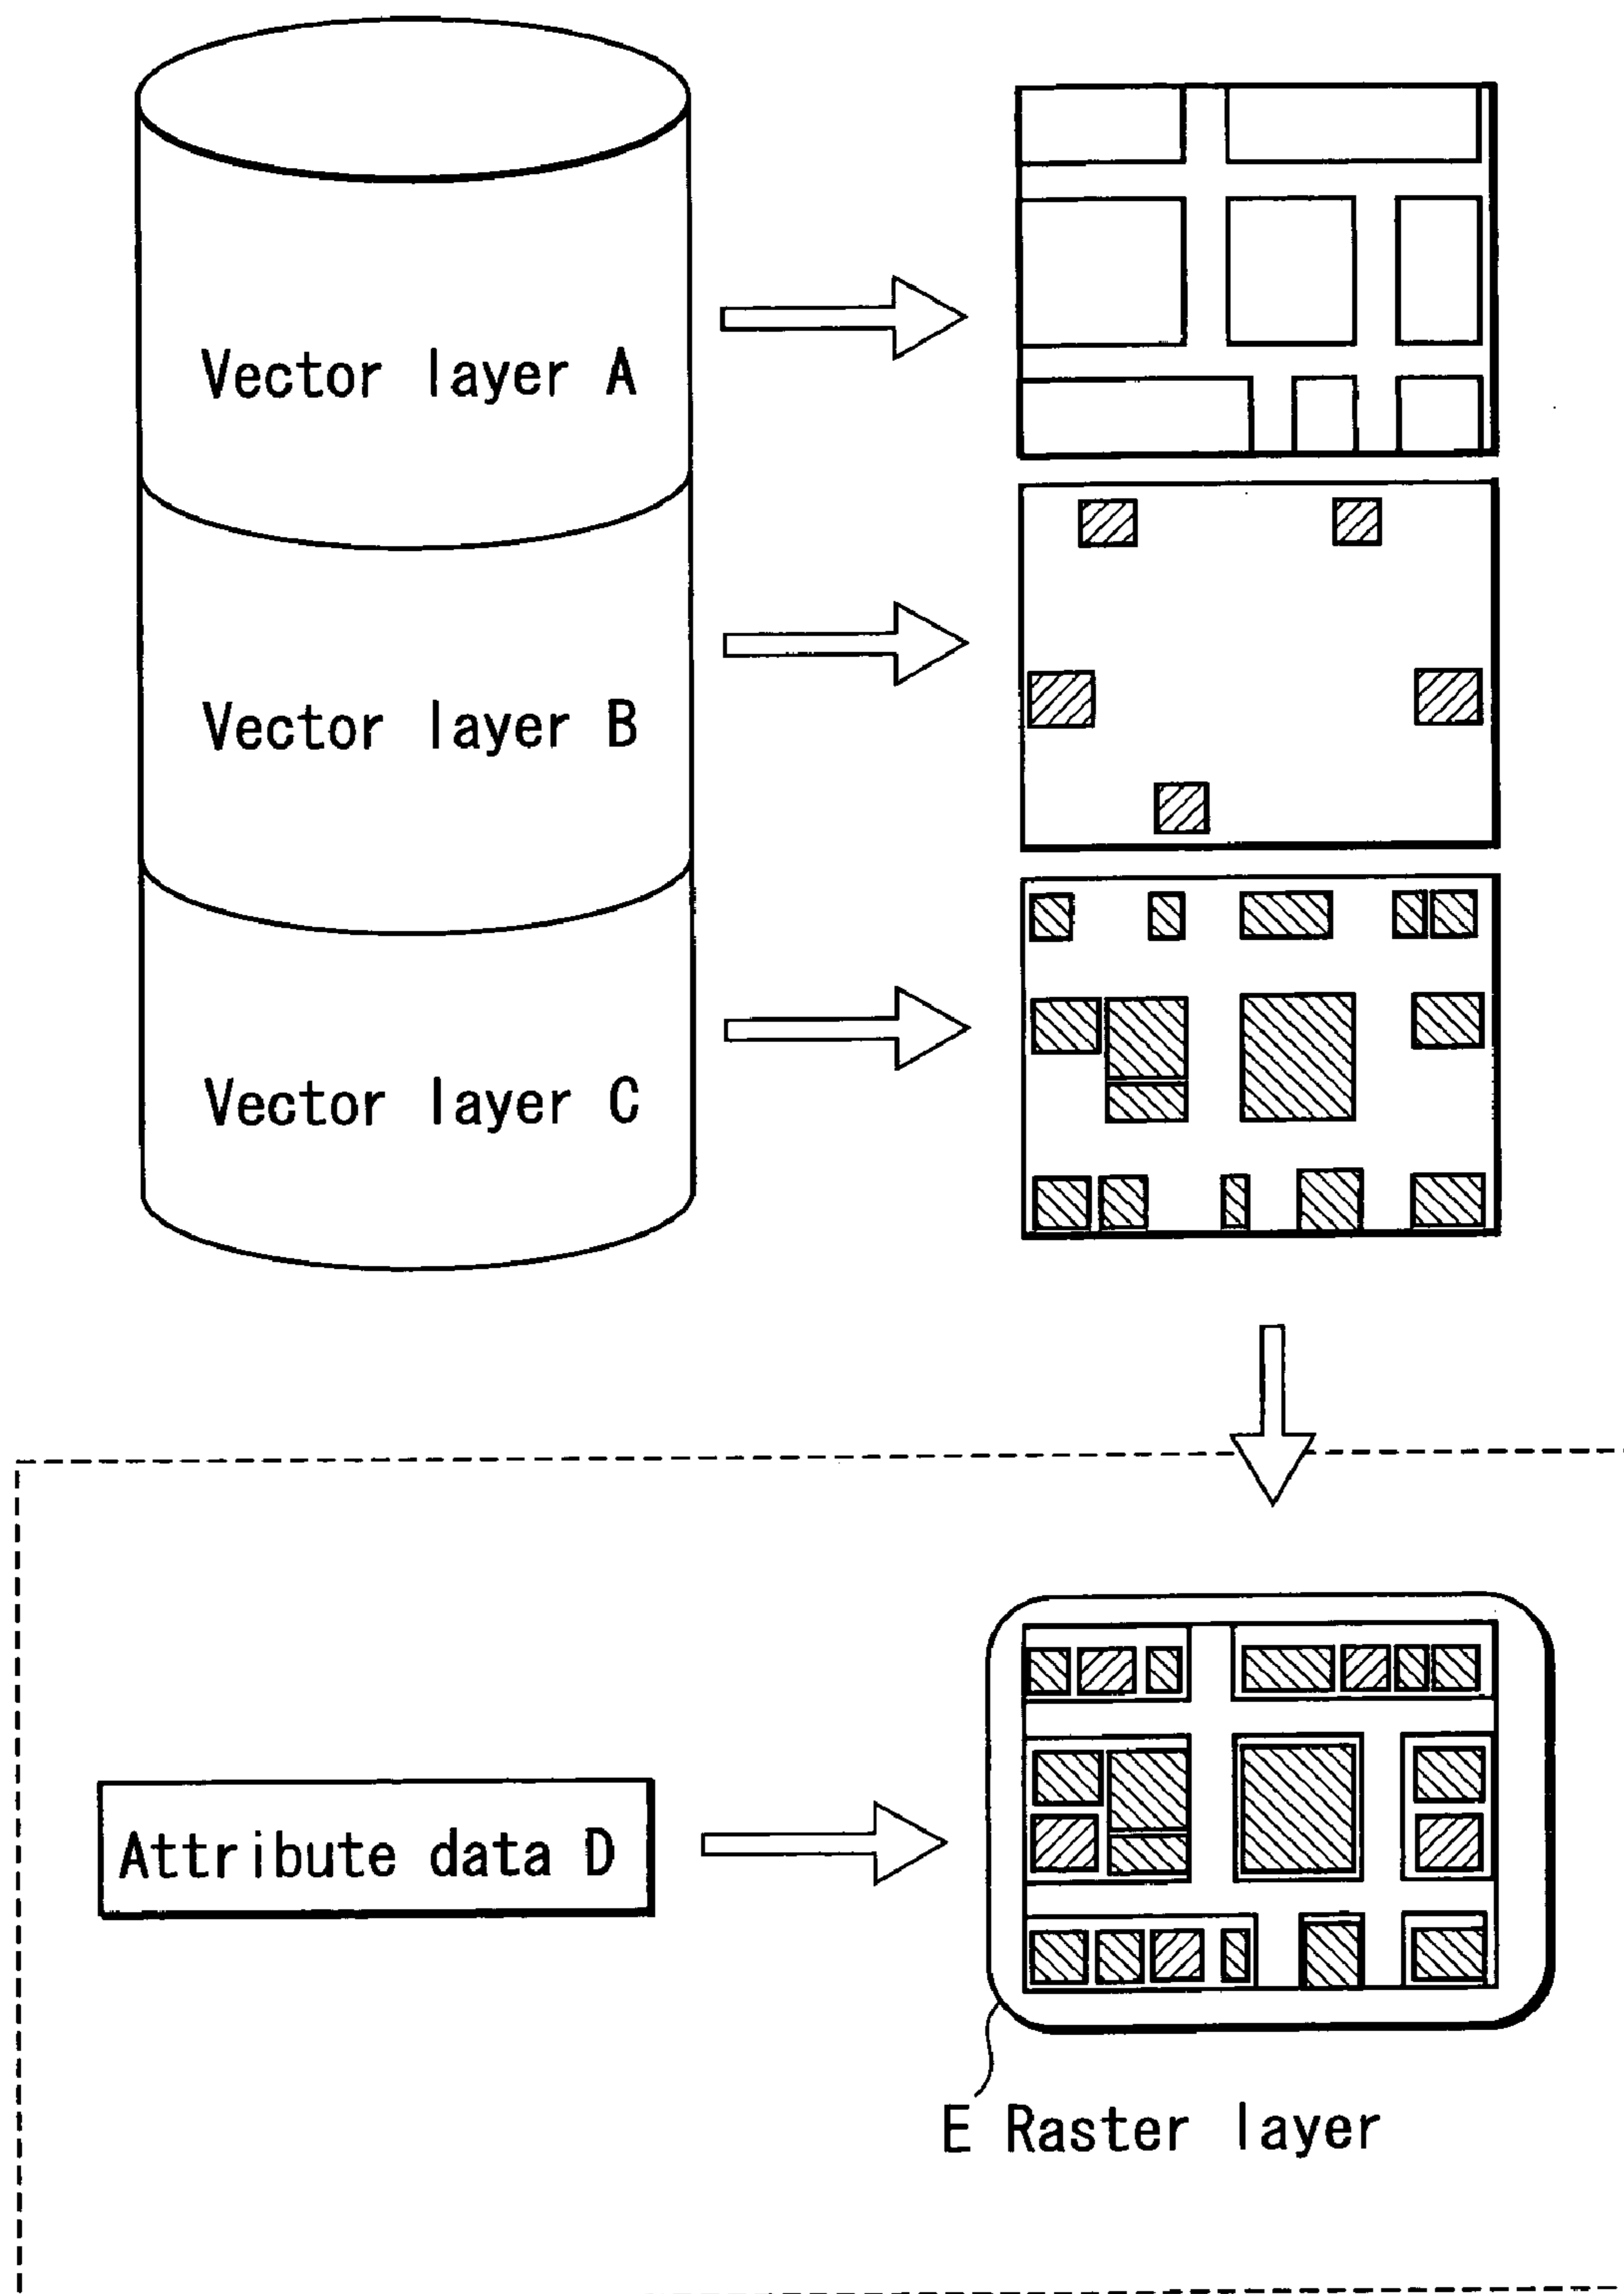 Vector layer A
Vector layer B
Vector layer C
Attribute data D
E Raster layer